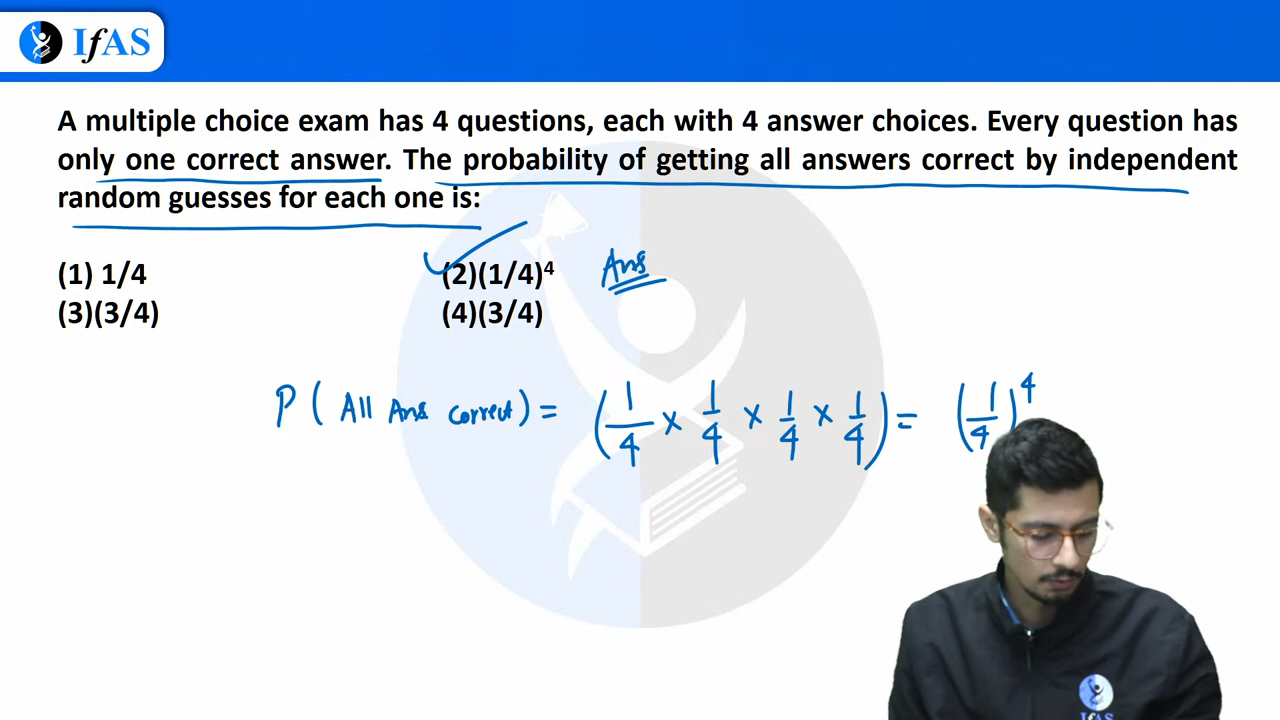 IfAS
A multiple choice exam has 4 questions, each with 4 answer choices. Every question has
only one correct answer. The probability of getting all answers correct by independent
random guesses for each one is:
(1) 1/4 (2)(1/4)⁴ Ans
(3)(3/4) (4)(3/4)
P ( All Ans correct) = (1/4 × 1/4 × 1/4 × 1/4) = (1/4)⁴
IfAS